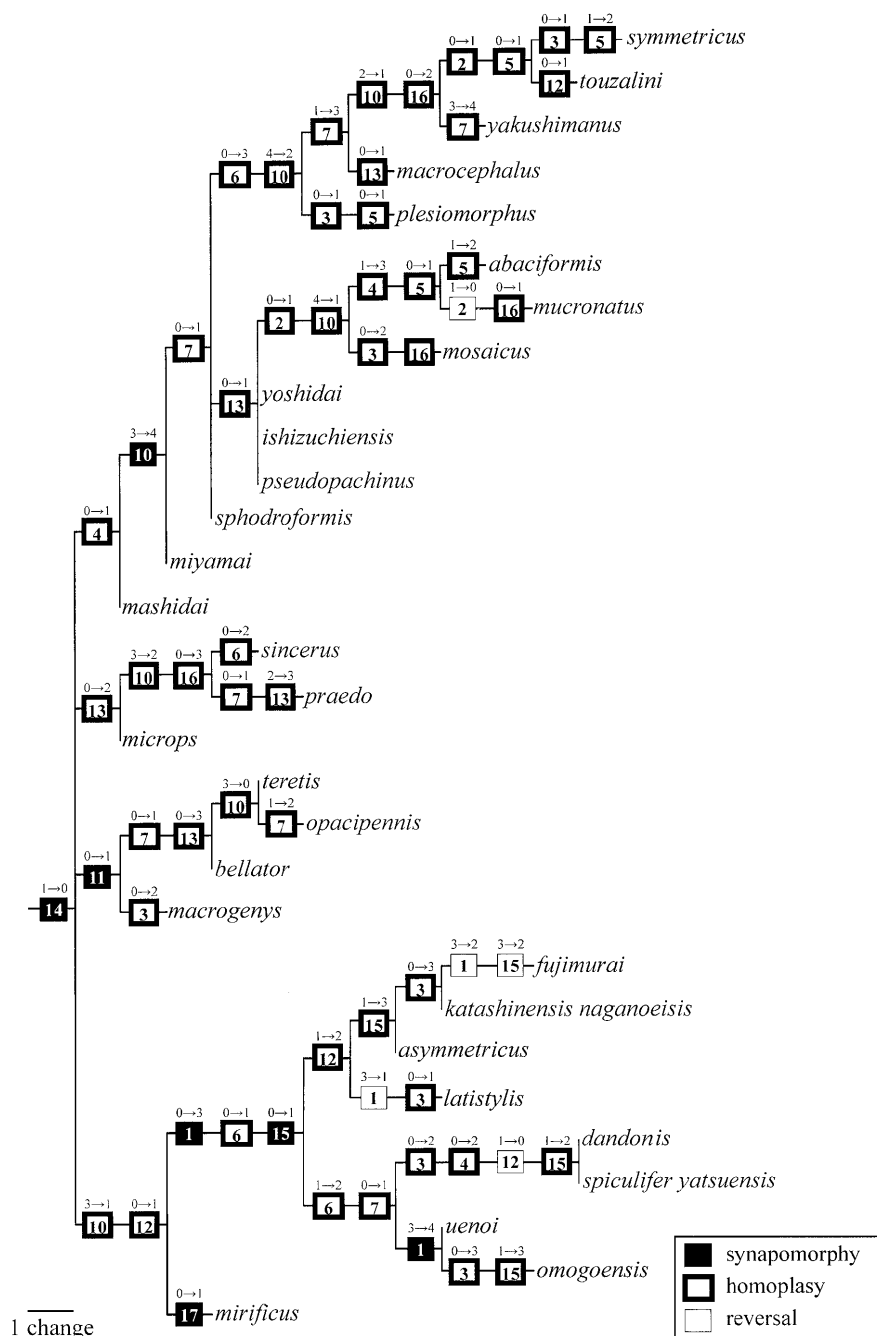 0→1 1→2
3 5 symmetricus
0→1 0→1
2 5
0→1
12 touzalini
2→1 0→2
10 16
3→4
7 yakushimanus
1→3
7
0→1
13 macrocephalus
0→3 4→2
6 10
0→1 0→1
3 5 plesiomorphus
1→2
5 abaciformis
1→3 0→1
4 5
1→0 0→1
2 16 mucronatus
0→1 4→1
2 10
0→2
3 16 mosaicus
0→1
7
0→1
13
yoshidai
ishizuchiensis
pseudopachinus
3→4
10
sphodroformis
0→1
4
miyamai
mashidai
0→2
6 sincerus
3→2 0→3
10 16
0→1 2→3
7 13 praedo
0→2
13
microps
teretis
3→0
10
1→2
7 opacipennis
0→1 0→3
7 13
bellator
0→1
11
0→2
3 macrogenys
1→0
14
3→2 3→2
1 15 fujimurai
0→3
3
katashinensis naganoeisis
1→3
15
asymmetricus
1→2
12
3→1 0→1
1 3 latistylis
0→3 0→1 0→1
1 6 15
dandonis
0→2 0→2 1→0 1→2
3 4 12 15
spiculifer yatsuensis
1→2 0→1
6 7
uenoi
3→4
1
0→3 1→3
3 15 omogoensis
3→1 0→1
10 12
0→1
17 mirificus
synapomorphy
homoplasy
reversal
1 change